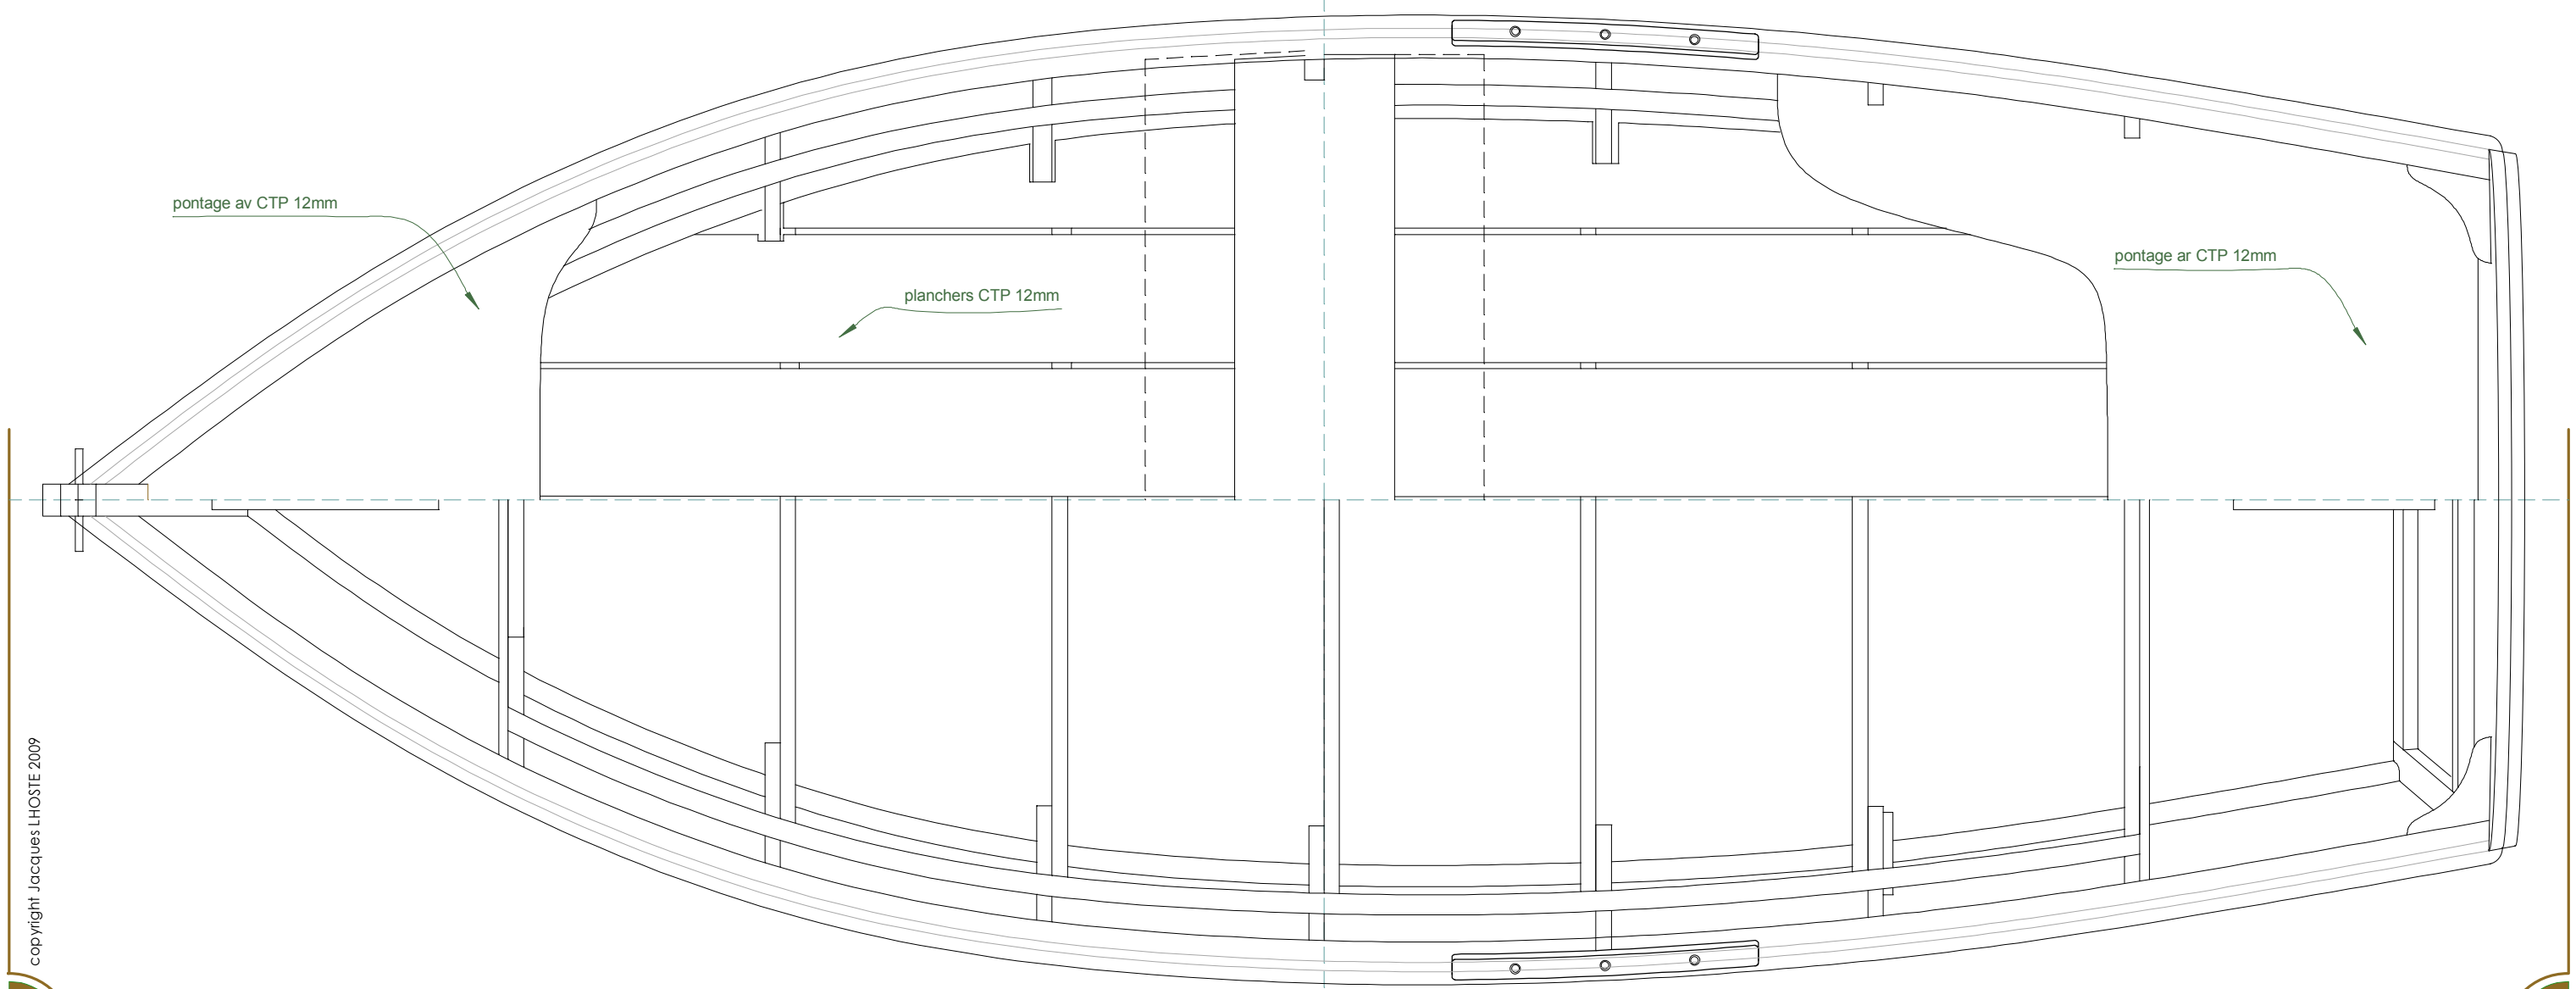 pontage av CTP 12mm
pontage ar CTP 12mm
planchers CTP 12mm
copyright Jacques LHOSTE 2009